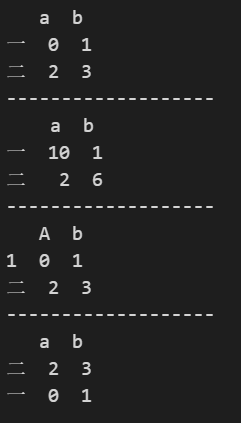 a  b
一  0  1
二  2  3
-------------------
    a  b
一  10  1
二   2  6
-------------------
   A  b
1  0  1
二  2  3
-------------------
   a  b
二  2  3
一  0  1